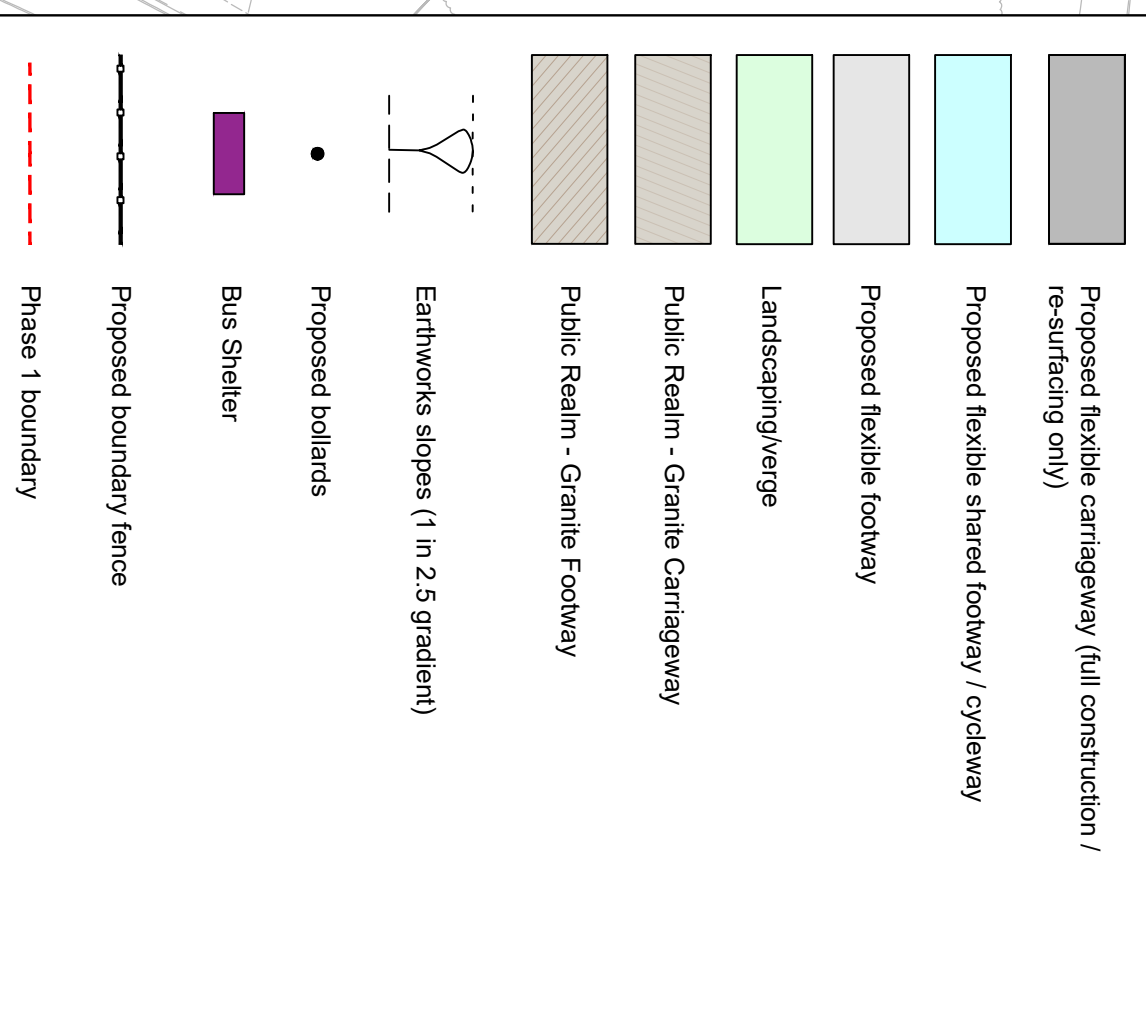 Proposed flexible carriageway (full construction /
re-surfacing only)
Proposed flexible shared footway / cycleway
Proposed flexible footway
Landscaping/verge
Public Realm - Granite Carriageway
Public Realm - Granite Footway
Earthworks slopes (1 in 2.5 gradient)
Proposed bollards
Bus Shelter
Proposed boundary fence
Phase 1 boundary